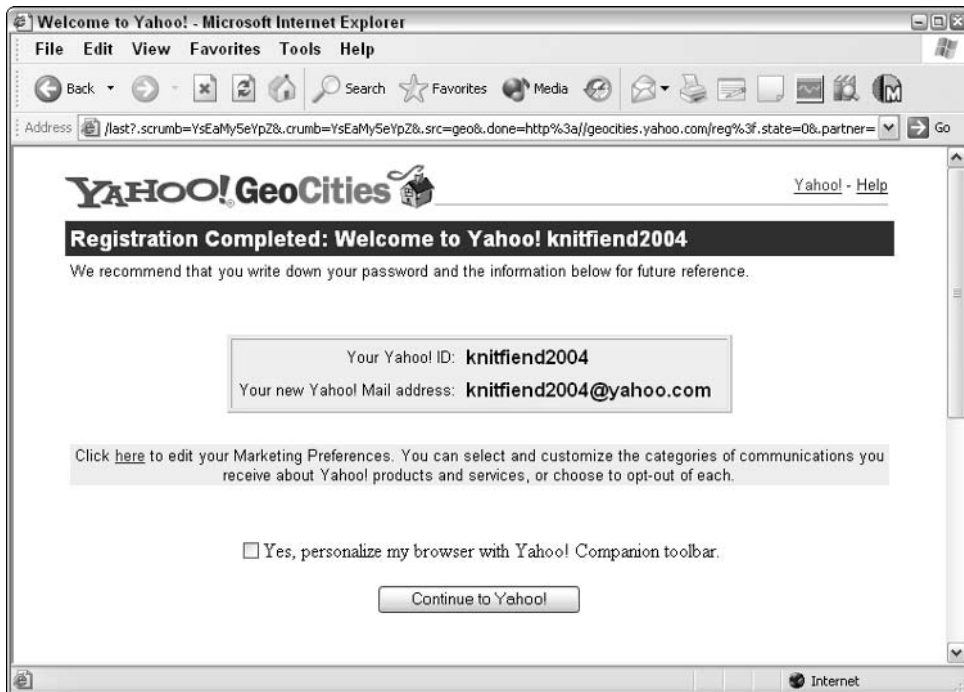 Welcome to Yahoo! - Microsoft Internet Explorer
File Edit View Favorites Tools Help
Back Search Favorites Media
Address /last?.scrumb=YsEaMy5eYpZ&.crumb=YsEaMy5eYpZ&.src=geo&.done=http%3a//geocities.yahoo.com/reg%3f.state=0&.partner= Go
YAHOO! GeoCities
Yahoo! - Help
Registration Completed: Welcome to Yahoo! knitfiend2004
We recommend that you write down your password and the information below for future reference.
Your Yahoo! ID: knitfiend2004
Your new Yahoo! Mail address: knitfiend2004@yahoo.com
Click here to edit your Marketing Preferences. You can select and customize the categories of communications you
receive about Yahoo! products and services, or choose to opt-out of each.
Yes, personalize my browser with Yahoo! Companion toolbar.
Continue to Yahoo!
Internet